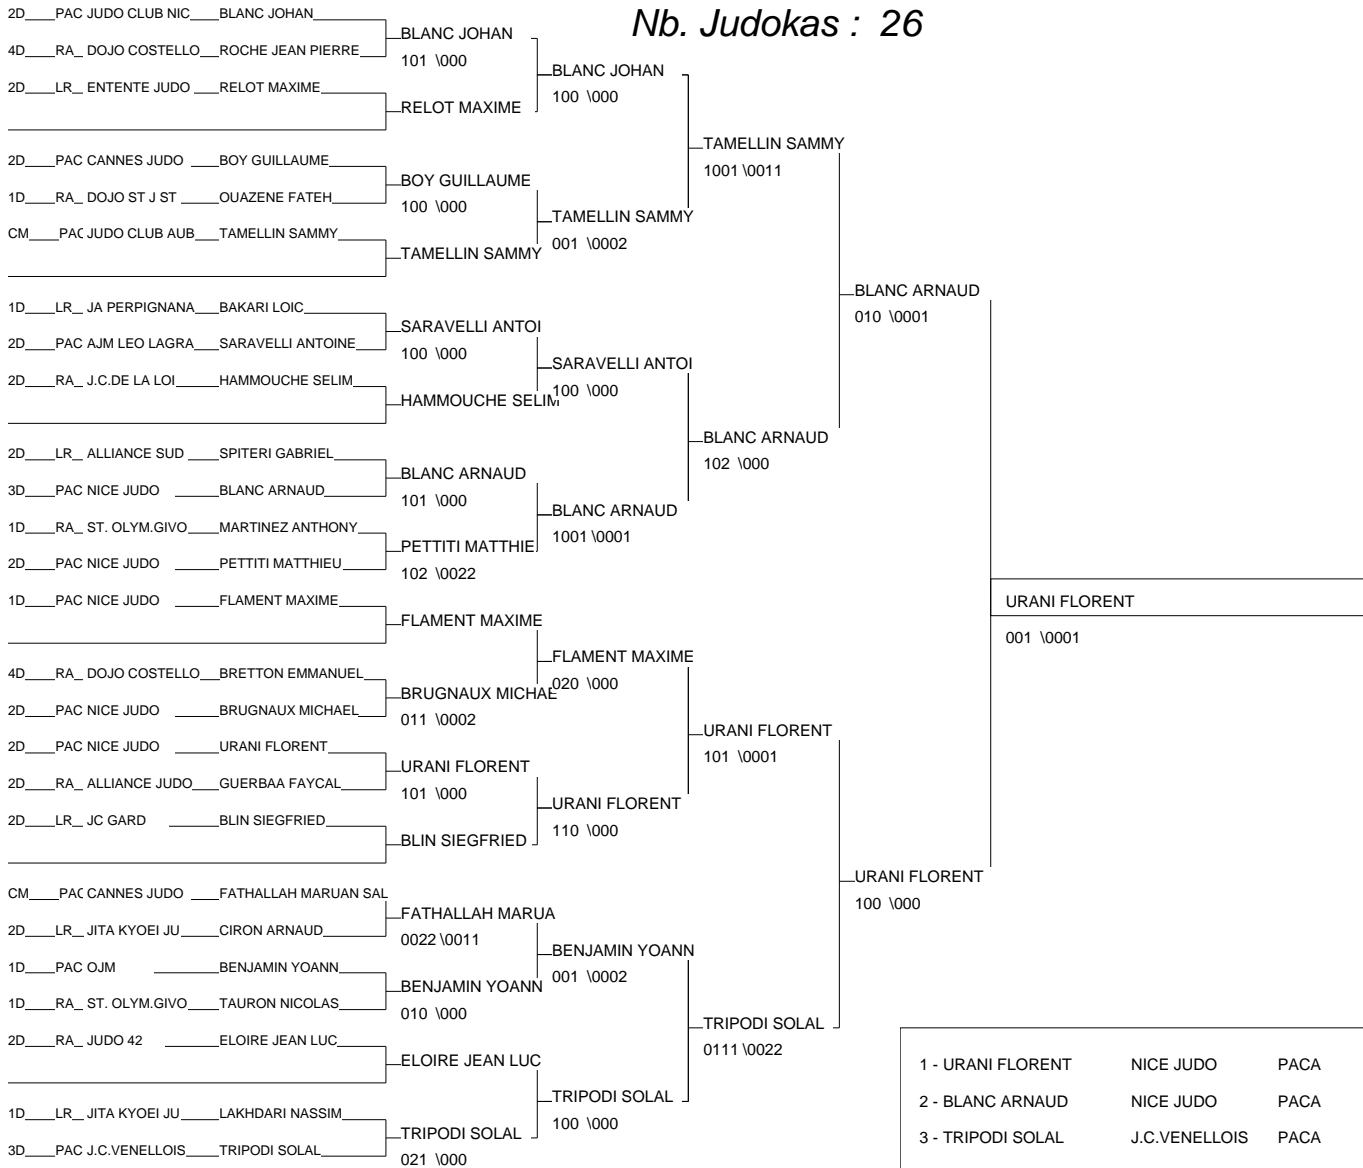 Nb. Judokas : 26
2D PAC JUDO CLUB NIC BLANC JOHAN
BLANC JOHAN
4D RA_ DOJO COSTELLO ROCHE JEAN PIERRE
101 \000
BLANC JOHAN
2D LR_ ENTENTE JUDO RELOT MAXIME
100 \000
RELOT MAXIME
TAMELLIN SAMMY
2D PAC CANNES JUDO BOY GUILLAUME
1001 \0011
BOY GUILLAUME
1D RA_ DOJO ST J ST OUAZENE FATEH
100 \000
TAMELLIN SAMMY
CM PAC JUDO CLUB AUB TAMELLIN SAMMY
001 \0002
TAMELLIN SAMMY
BLANC ARNAUD
1D LR_ JA PERPIGNANA BAKARI LOIC
010 \0001
SARAVELLI ANTOI
2D PAC AJM LEO LAGRA SARAVELLI ANTOINE
100 \000
SARAVELLI ANTOI
2D RA_ J.C.DE LA LOI HAMMOUCHE SELIM
100 \000
HAMMOUCHE SELIM
BLANC ARNAUD
2D LR_ ALLIANCE SUD SPITERI GABRIEL
102 \000
BLANC ARNAUD
3D PAC NICE JUDO BLANC ARNAUD
101 \000
BLANC ARNAUD
1D RA_ ST. OLYM.GIVO MARTINEZ ANTHONY
1001 \0001
PETTITI MATTHIE
2D PAC NICE JUDO PETTITI MATTHIEU
102 \0022
1D PAC NICE JUDO FLAMENT MAXIME
URANI FLORENT
FLAMENT MAXIME
001 \0001
FLAMENT MAXIME
4D RA_ DOJO COSTELLO BRETTON EMMANUEL
020 \000
BRUGNAUX MICHAE
2D PAC NICE JUDO BRUGNAUX MICHAEL
011 \0002
URANI FLORENT
2D PAC NICE JUDO URANI FLORENT
101 \0001
URANI FLORENT
2D RA_ ALLIANCE JUDO GUERBAA FAYCAL
101 \000
URANI FLORENT
2D LR_ JC GARD BLIN SIEGFRIED
110 \000
BLIN SIEGFRIED
URANI FLORENT
CM PAC CANNES JUDO FATHALLAH MARUAN SAL
100 \000
FATHALLAH MARUA
2D LR_ JITA KYOEI JU CIRON ARNAUD
0022 \0011
BENJAMIN YOANN
1D PAC OJM BENJAMIN YOANN
001 \0002
BENJAMIN YOANN
1D RA_ ST. OLYM.GIVO TAURON NICOLAS
010 \000
TRIPODI SOLAL
2D RA_ JUDO 42 ELOIRE JEAN LUC
0111 \0022
ELOIRE JEAN LUC
TRIPODI SOLAL
1D LR_ JITA KYOEI JU LAKHDARI NASSIM
100 \000
TRIPODI SOLAL
3D PAC J.C.VENELLOIS TRIPODI SOLAL
021 \000
1 - URANI FLORENT NICE JUDO PACA
2 - BLANC ARNAUD NICE JUDO PACA
3 - TRIPODI SOLAL J.C.VENELLOIS PACA